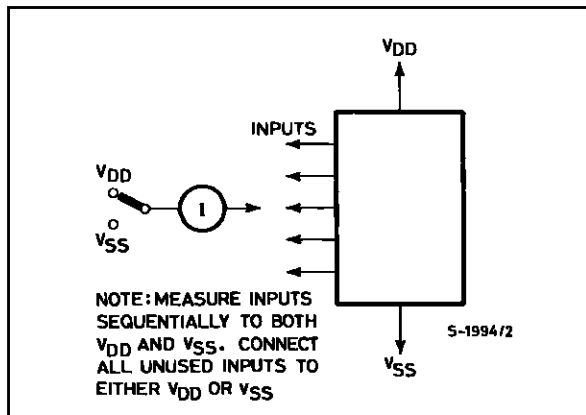 VDD
INPUTS
VDD
I
VSS
NOTE: MEASURE INPUTS
SEQUENTIALLY TO BOTH
VDD AND VSS. CONNECT
ALL UNUSED INPUTS TO
EITHER VDD OR VSS
S-1994/2
VSS